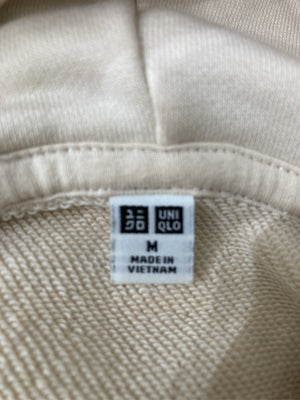 ユニ UNI
クロ QLO
M
MADE IN
VIETNAM